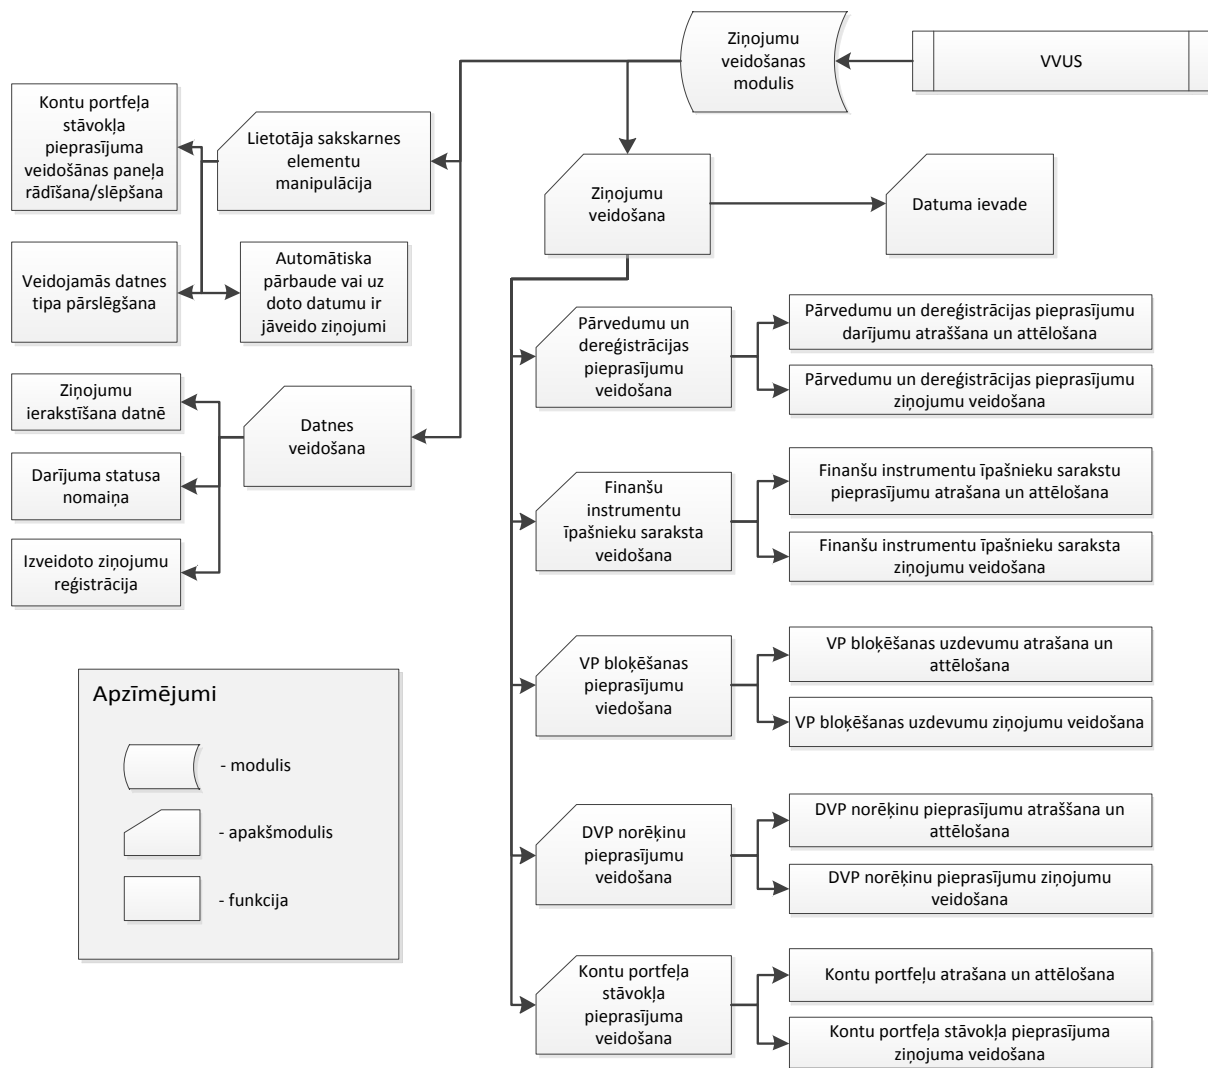 Ziņojumu
veidošanas
modulis
VVUS
Kontu portfeļa
stāvokļa
pieprasījuma
veidošānas paneļa
rādīšana/slēpšana
Lietotāja sakskarnes
elementu
manipulācija
Ziņojumu
veidošana
Datuma ievade
Veidojamās datnes
tipa pārslēgšana
Automātiska
pārbaude vai uz
doto datumu ir
jāveido ziņojumi
Pārvedumu un
dereģistrācijas
pieprasījumu
veidošana
Pārvedumu un dereģistrācijas pieprasījumu
darījumu atraššana un attēlošana
Pārvedumu un dereģistrācijas pieprasījumu
ziņojumu veidošana
Ziņojumu
ierakstīšana datnē
Datnes
veidošana
Darījuma statusa
nomaiņa
Izveidoto ziņojumu
reģistrācija
Finanšu
instrumentu
īpašnieku saraksta
veidošana
Finanšu instrumentu īpašnieku sarakstu
pieprasījumu atrašana un attēlošana
Finanšu instrumentu īpašnieku saraksta
ziņojumu veidošana
VP bloķēšanas
pieprasījumu
viedošana
VP bloķēšanas uzdevumu atrašana un
attēlošana
VP bloķēšanas uzdevumu ziņojumu veidošana
Apzīmējumi
- modulis
- apakšmodulis
- funkcija
DVP norēķinu
pieprasījumu
veidošana
DVP norēķinu pieprasījumu atraššana un
attēlošana
DVP norēķinu pieprasījumu ziņojumu
veidošana
Kontu portfeļa
stāvokļa
pieprasījuma
veidošana
Kontu portfeļu atrašana un attēlošana
Kontu portfeļa stāvokļa pieprasījuma
ziņojuma veidošana